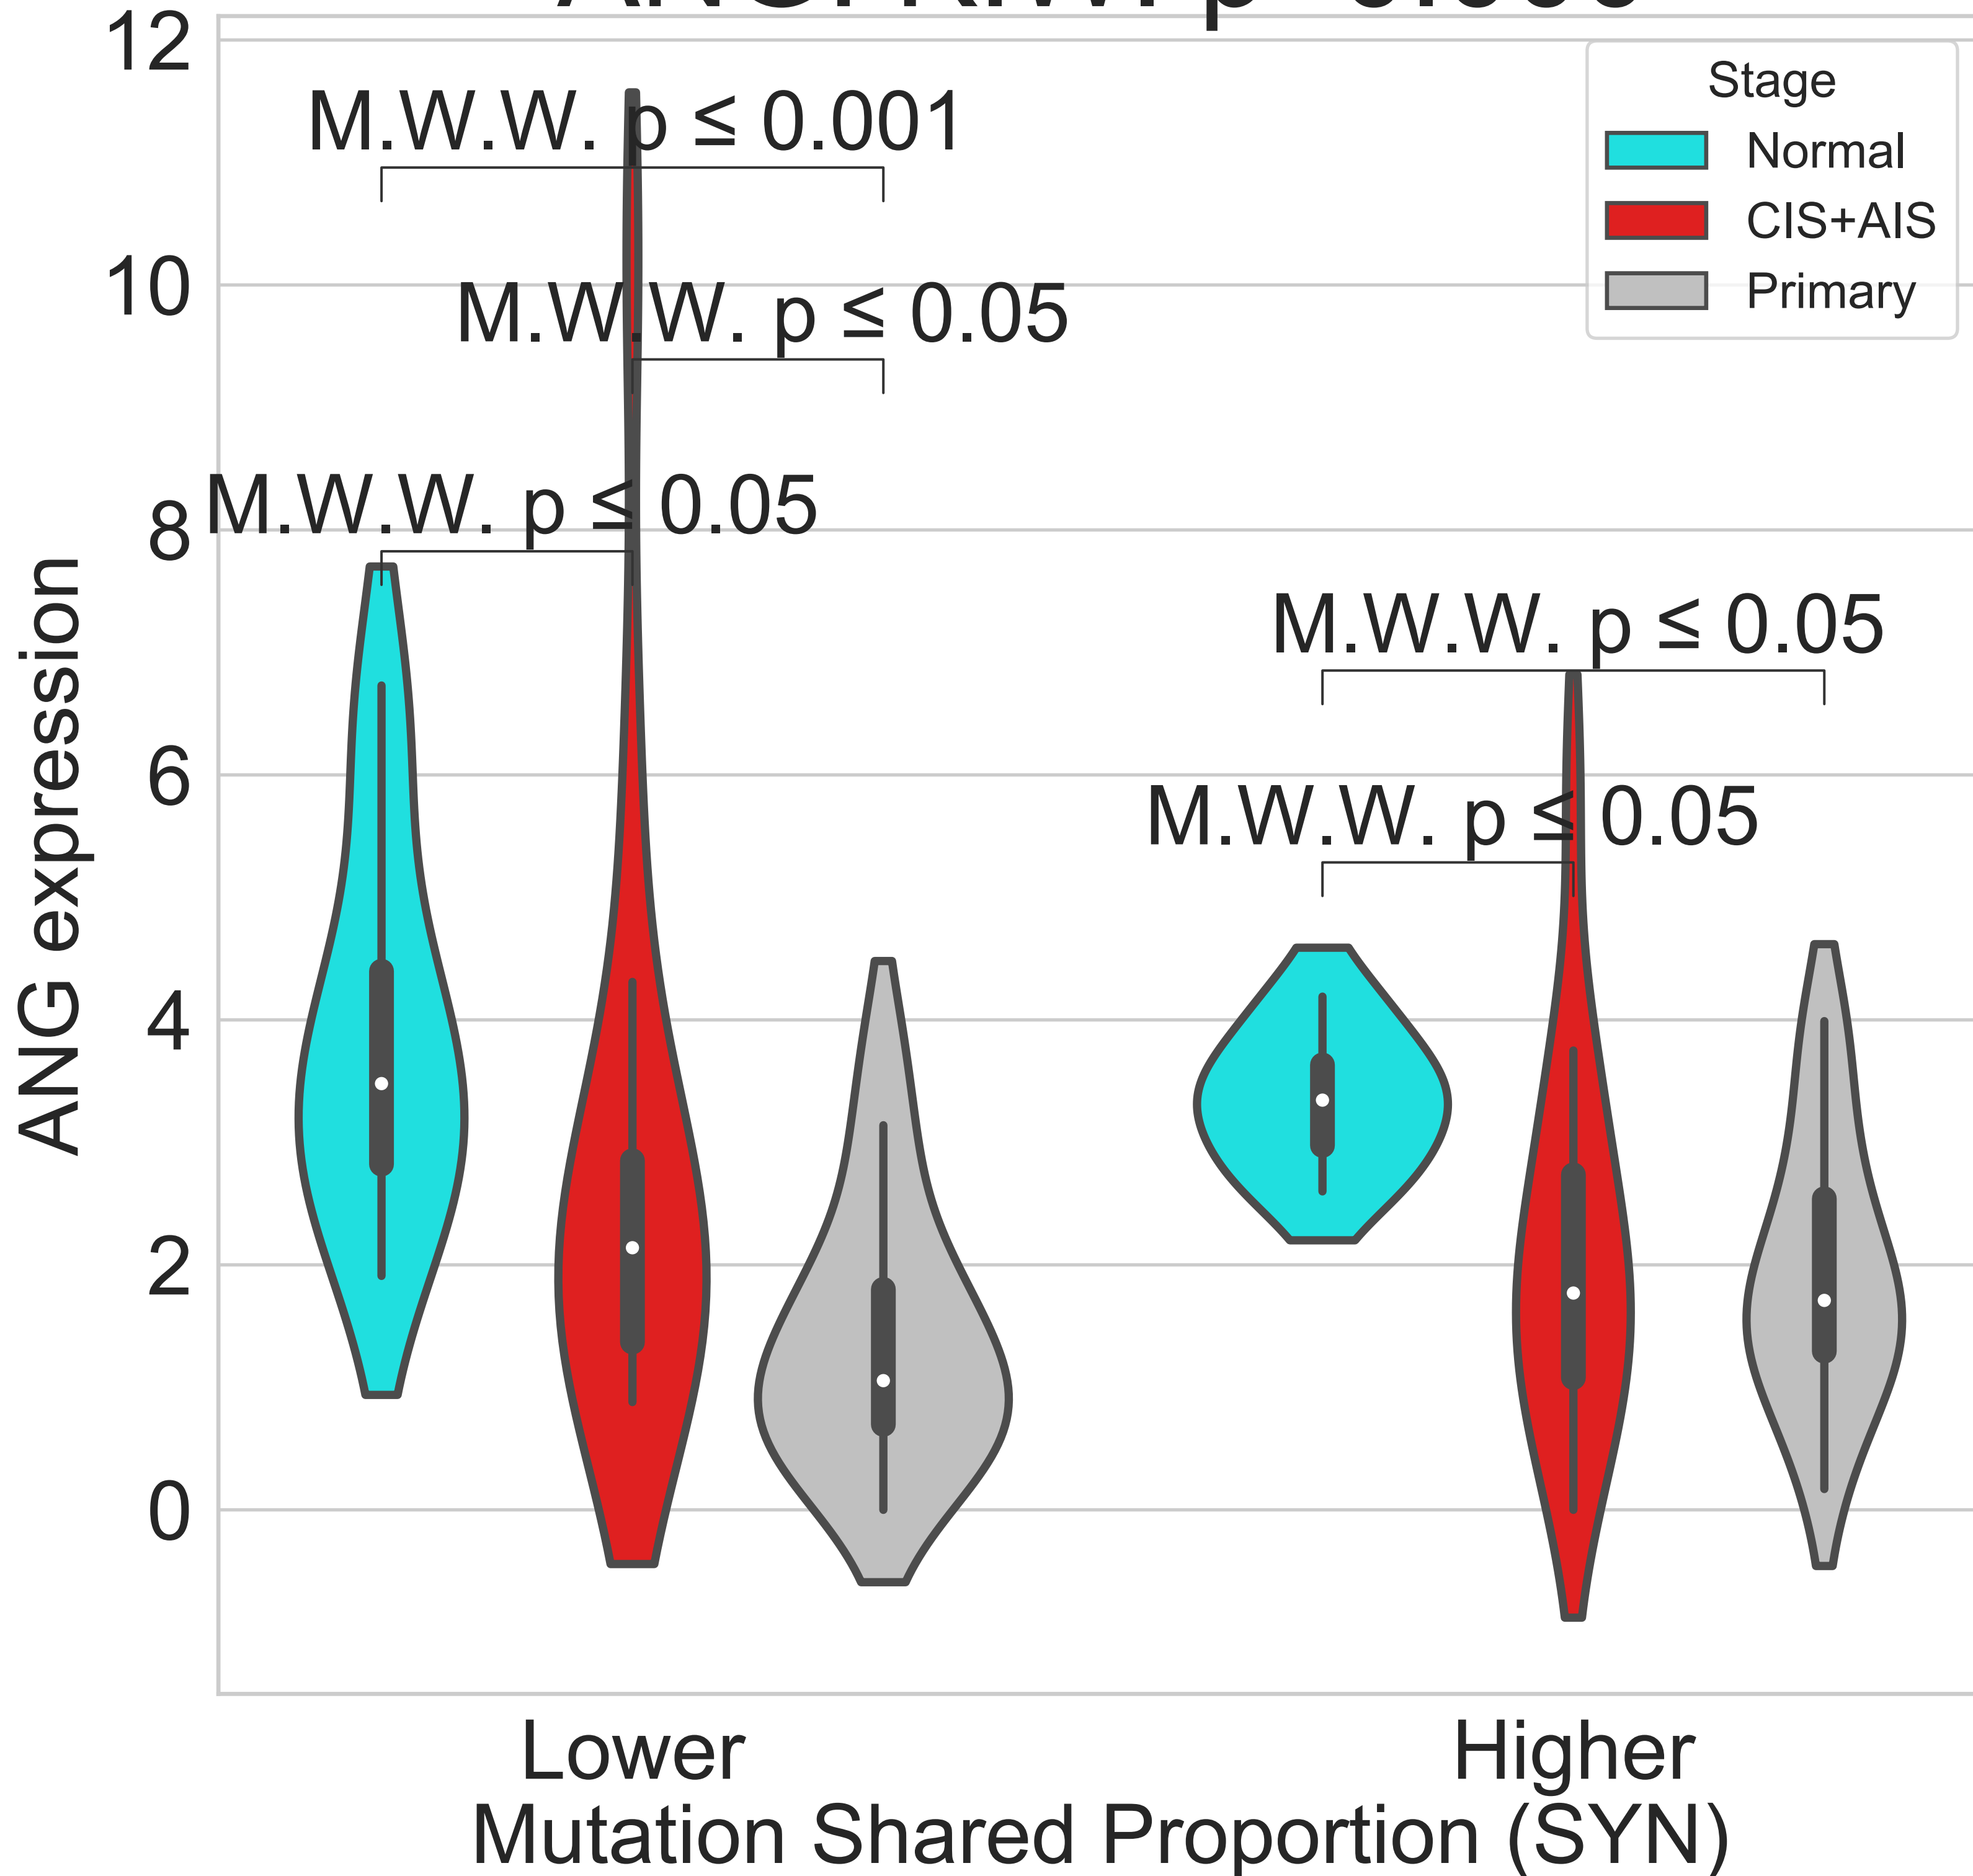 12
10
8
6
4
2
0
ANG expression
M.W.W. p ≤ 0.001
M.W.W. p ≤ 0.05
M.W.W. p ≤ 0.05
M.W.W. p ≤ 0.05
M.W.W. p ≤ 0.05
Stage
Normal
CIS+AIS
Primary
Lower
Higher
Mutation Shared Proportion (SYN)